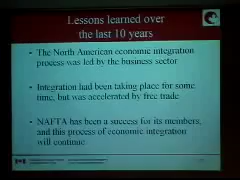 Lessons learned over
the last 10 years
• The North American economic integration
process was led by the business sector
• Integration had been taking place for some
time, but was accelerated by free trade
• NAFTA has been a success for its members,
and this process of economic integration
will continue